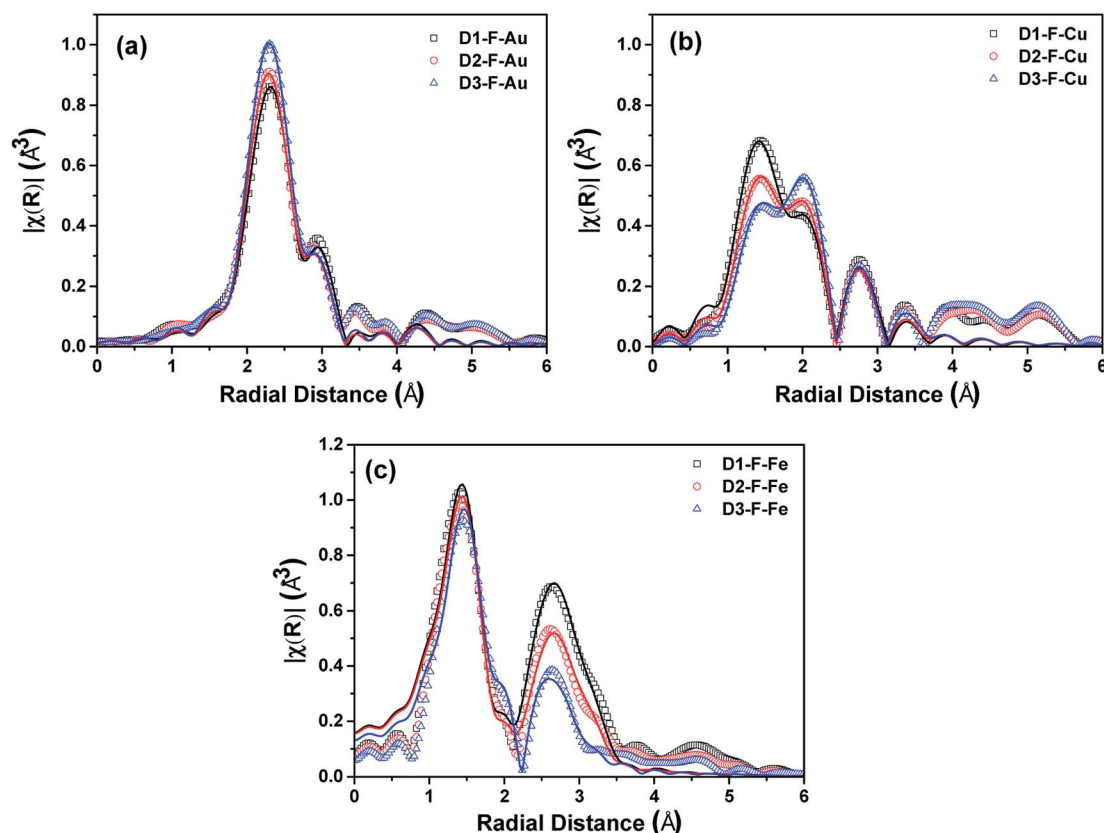 (a)
D1-F-Au
D2-F-Au
D3-F-Au
|χ(R)| (Å³)
1.0
0.8
0.6
0.4
0.2
0.0
0 1 2 3 4 5 6
Radial Distance (Å)
(b)
D1-F-Cu
D2-F-Cu
D3-F-Cu
|χ(R)| (Å³)
1.0
0.8
0.6
0.4
0.2
0.0
0 1 2 3 4 5 6
Radial Distance (Å)
(c)
D1-F-Fe
D2-F-Fe
D3-F-Fe
|χ(R)| (Å³)
1.2
1.0
0.8
0.6
0.4
0.2
0.0
0 1 2 3 4 5 6
Radial Distance (Å)